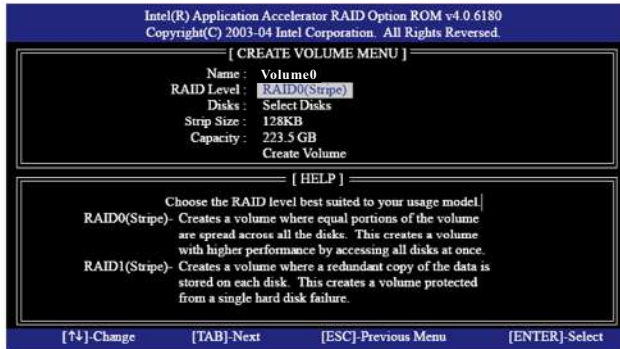 Intel(R) Application Accelerator RAID Option ROM v4.0.6180
Copyright(C) 2003-04 Intel Corporation. All Rights Reversed.
[ CREATE VOLUME MENU ]
Name : Volume0
RAID Level : RAID0(Stripe)
Disks : Select Disks
Strip Size : 128KB
Capacity : 223.5 GB
Create Volume
[ HELP ]
Choose the RAID level best suited to your usage model.
RAID0(Stripe)- Creates a volume where equal portions of the volume
are spread across all the disks. This creates a volume
with higher performance by accessing all disks at once.
RAID1(Stripe)- Creates a volume where a redundant copy of the data is
stored on each disk. This creates a volume protected
from a single hard disk failure.
[↑↓]-Change [TAB]-Next [ESC]-Previous Menu [ENTER]-Select